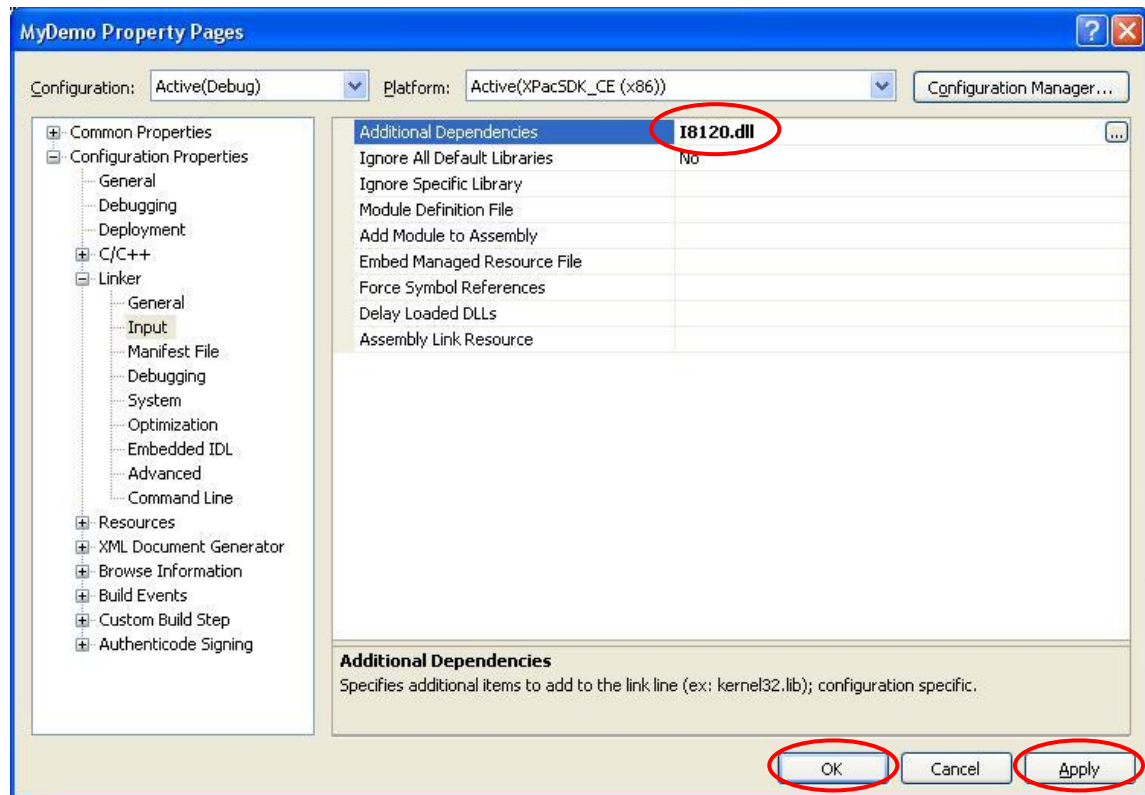 MyDemo Property Pages
Configuration: Active(Debug) Platform: Active(XPacSDK_CE (x86)) Configuration Manager...
Common Properties
Configuration Properties
General
Debugging
Deployment
C/C++
Linker
General
Input
Manifest File
Debugging
System
Optimization
Embedded IDL
Advanced
Command Line
Resources
XML Document Generator
Browse Information
Build Events
Custom Build Step
Authenticode Signing
Additional Dependencies I8120.dll ...
Ignore All Default Libraries No
Ignore Specific Library
Module Definition File
Add Module to Assembly
Embed Managed Resource File
Force Symbol References
Delay Loaded DLLs
Assembly Link Resource
Additional Dependencies
Specifies additional items to add to the link line (ex: kernel32.lib); configuration specific.
OK Cancel Apply